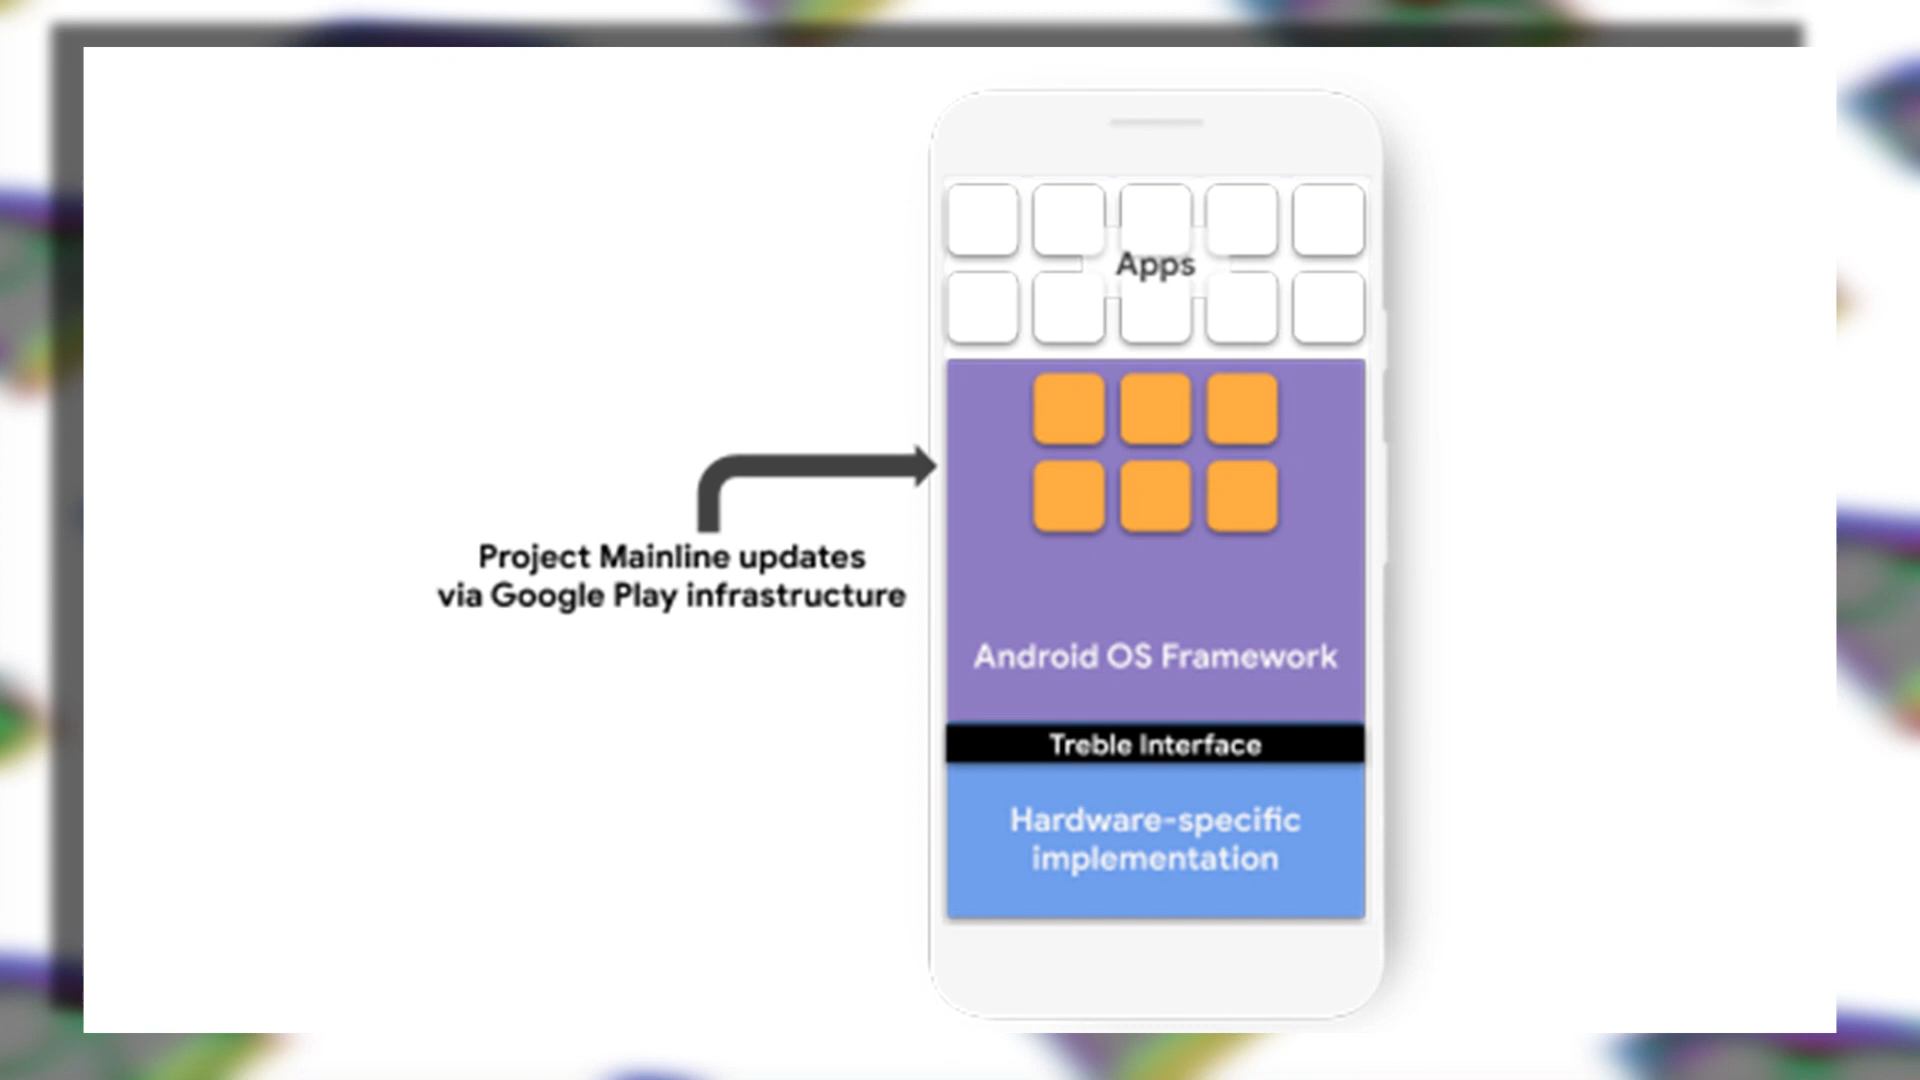 Apps
Project Mainline updates
via Google Play infrastructure
Android OS Framework
Treble Interface
Hardware-specific
implementation